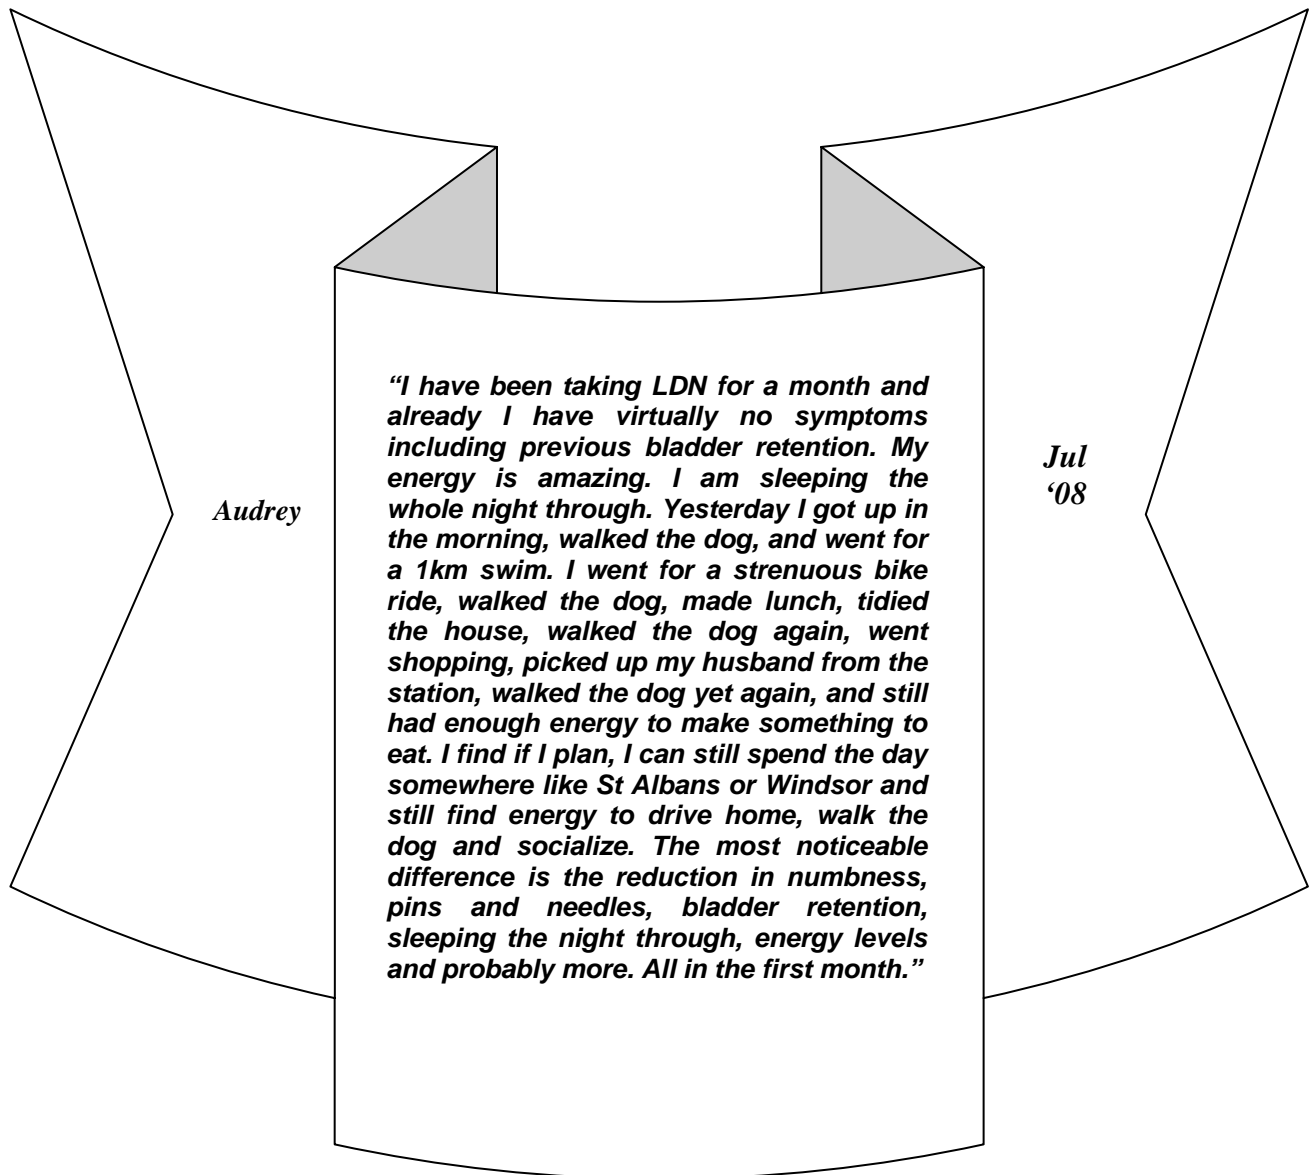 Audrey
“I have been taking LDN for a month and
already I have virtually no symptoms
including previous bladder retention. My
energy is amazing. I am sleeping the
whole night through. Yesterday I got up in
the morning, walked the dog, and went for
a 1km swim. I went for a strenuous bike
ride, walked the dog, made lunch, tidied
the house, walked the dog again, went
shopping, picked up my husband from the
station, walked the dog yet again, and still
had enough energy to make something to
eat. I find if I plan, I can still spend the day
somewhere like St Albans or Windsor and
still find energy to drive home, walk the
dog and socialize. The most noticeable
difference is the reduction in numbness,
pins and needles, bladder retention,
sleeping the night through, energy levels
and probably more. All in the first month.”
Jul
‘08